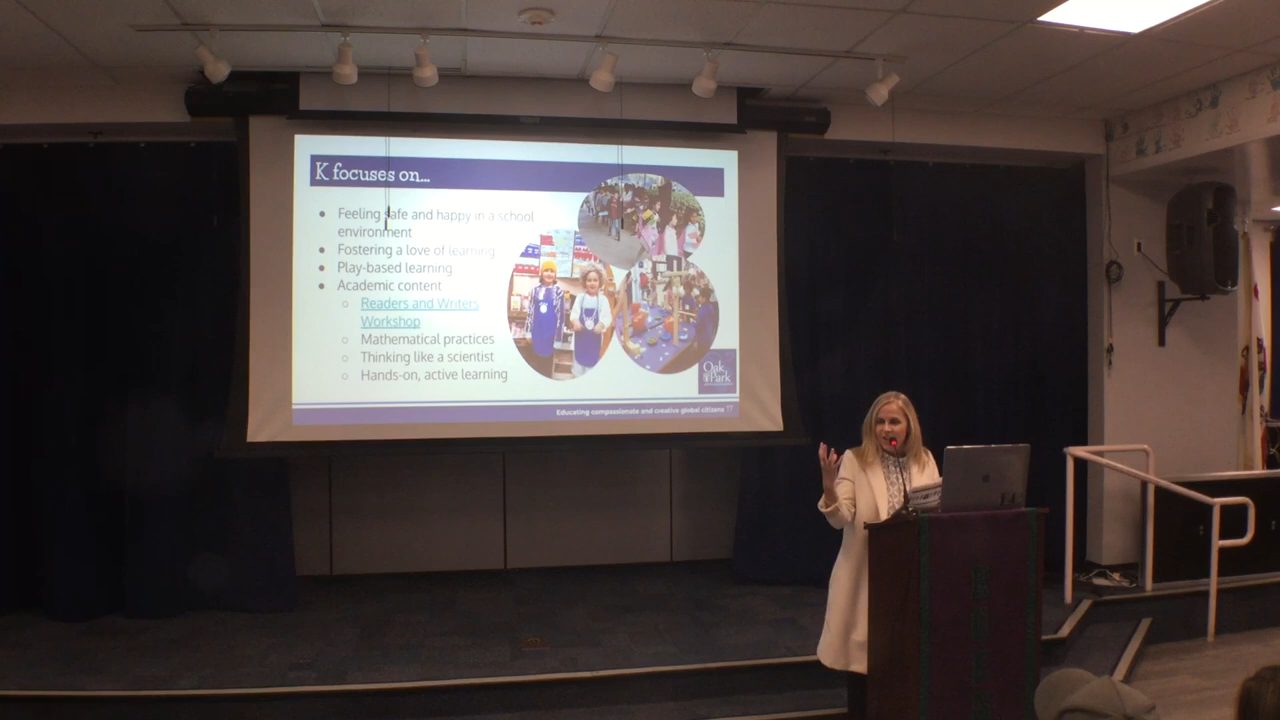 K focuses on...
Feeling safe and happy in a school
environment
Fostering a love of learning
Play-based learning
Academic content
Readers and Writers
Workshop
Mathematical practices
Thinking like a scientist
Hands-on, active learning
Oak
Park
Educating compassionate and creative global citizens 77